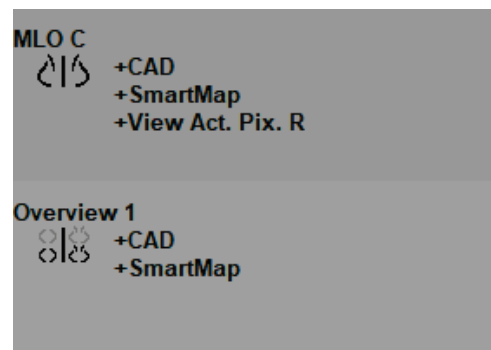 MLO C
+CAD
+SmartMap
+View Act. Pix. R
Overview 1
+CAD
+SmartMap